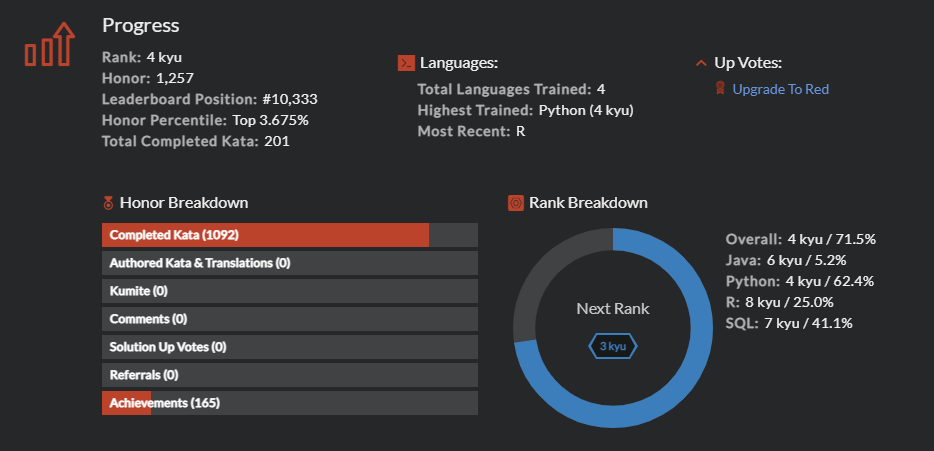 Progress
Rank: 4 kyu
Honor: 1,257
Leaderboard Position: #10,333
Honor Percentile: Top 3.675%
Total Completed Kata: 201
Languages:
Total Languages Trained: 4
Highest Trained: Python (4 kyu)
Most Recent: R
Up Votes:
Upgrade To Red
Honor Breakdown
Completed Kata (1092)
Authored Kata & Translations (0)
Kumite (0)
Comments (0)
Solution Up Votes (0)
Referrals (0)
Achievements (165)
Rank Breakdown
Next Rank
3 kyu
Overall: 4 kyu / 71.5%
Java: 6 kyu / 5.2%
Python: 4 kyu / 62.4%
R: 8 kyu / 25.0%
SQL: 7 kyu / 41.1%